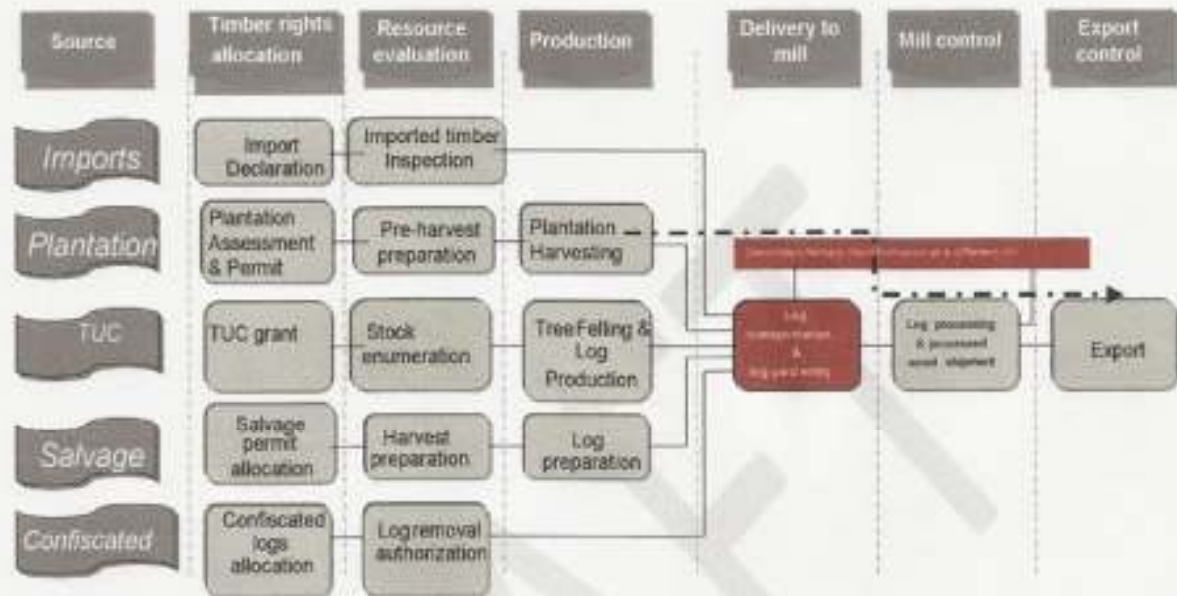 Source
Timber rights
allocation
Resource
evaluation
Production
Delivery to
mill
Mill control
Export
control
Imports
Import
Declaration
Imported timber
Inspection
Plantation
Plantation
Assessment
& Permit
Pre-harvest
preparation
Plantation
Harvesting
TUC
TUC grant
Stock
enumeration
Tree Felling &
Log
Production
Log
transportation
&
log yard entry
Log processing
& processed
wood shipment
Export
Salvage
Salvage
permit
allocation
Harvest
preparation
Log
preparation
Confiscated
Confiscated
logs
allocation
Log removal
authorization